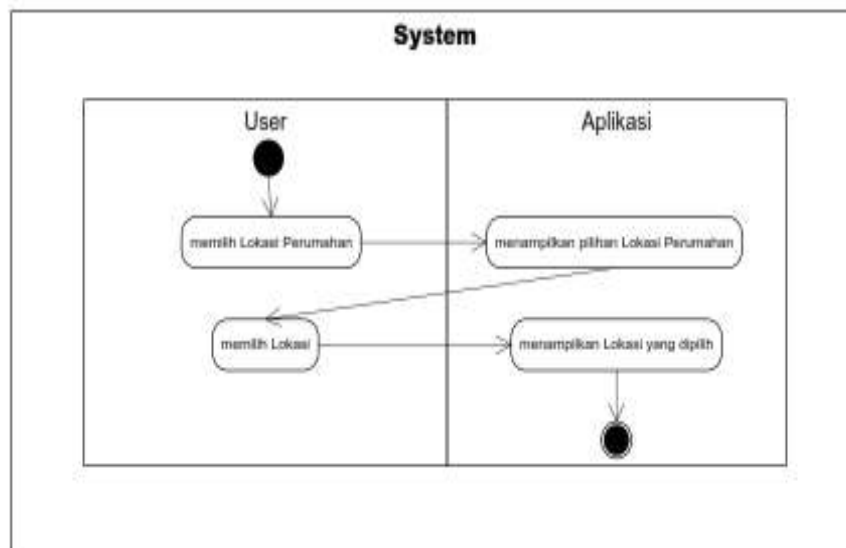 System
User
Aplikasi
memilih Lokasi Perumahan
menampilkan pilihan Lokasi Perumahan
memilih Lokasi
menampilkan Lokasi yang dipilih